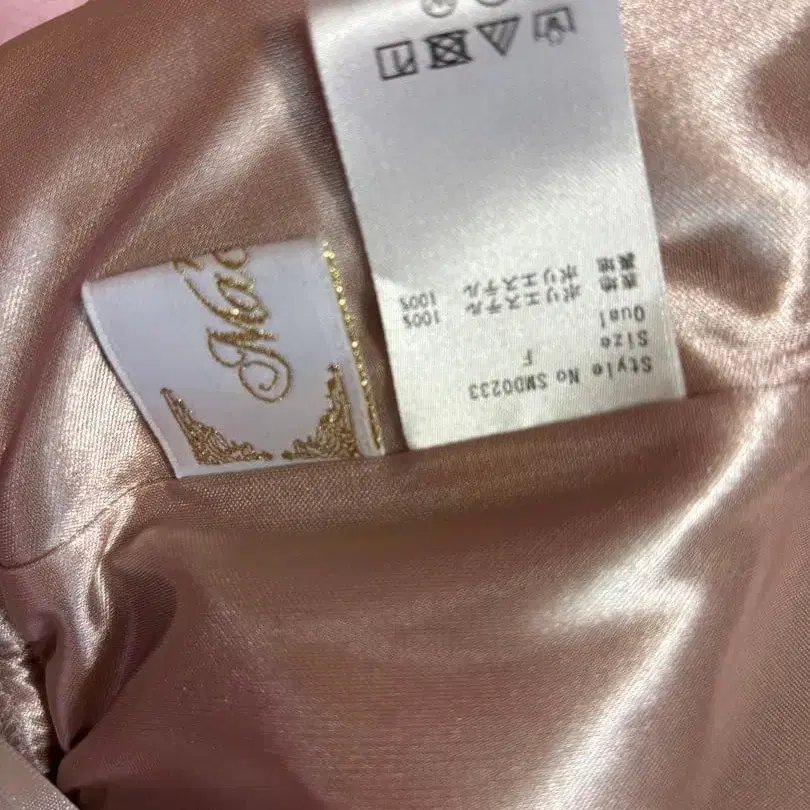 Style No SWD0233
Size F
Qual
表地 ポリエステル 100%
裏地 ポリエステル 100%